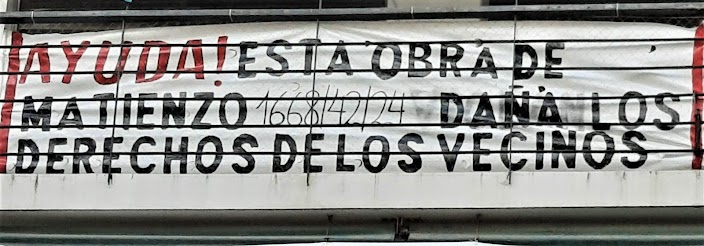 ¡AYUDA! ESTA OBRA DE
MATIENZO 1668/42/24 DAÑA LOS
DERECHOS DE LOS VECINOS